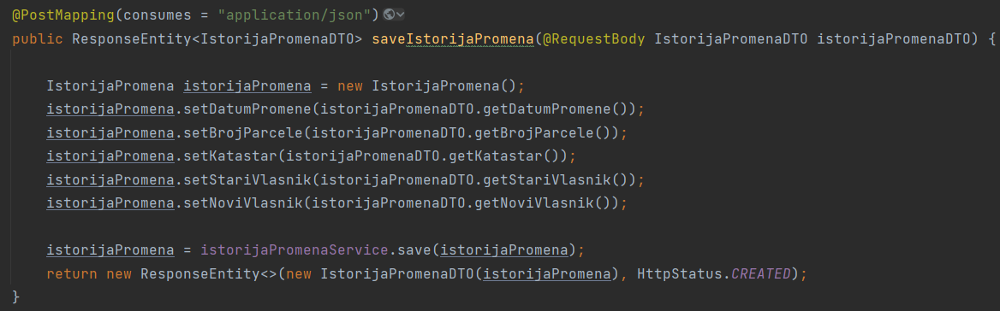 @PostMapping(consumes = "application/json")
public ResponseEntity<IstorijaPromenaDTO> saveIstorijaPromena(@RequestBody IstorijaPromenaDTO istorijaPromenaDTO) {
IstorijaPromena istorijaPromena = new IstorijaPromena();
istorijaPromena.setDatumPromene(istorijaPromenaDTO.getDatumPromene());
istorijaPromena.setBrojParcele(istorijaPromenaDTO.getBrojParcele());
istorijaPromena.setKatastar(istorijaPromenaDTO.getKatastar());
istorijaPromena.setStariVlasnik(istorijaPromenaDTO.getStariVlasnik());
istorijaPromena.setNoviVlasnik(istorijaPromenaDTO.getNoviVlasnik());
istorijaPromena = istorijaPromenaService.save(istorijaPromena);
return new ResponseEntity<>(new IstorijaPromenaDTO(istorijaPromena), HttpStatus.CREATED);
}